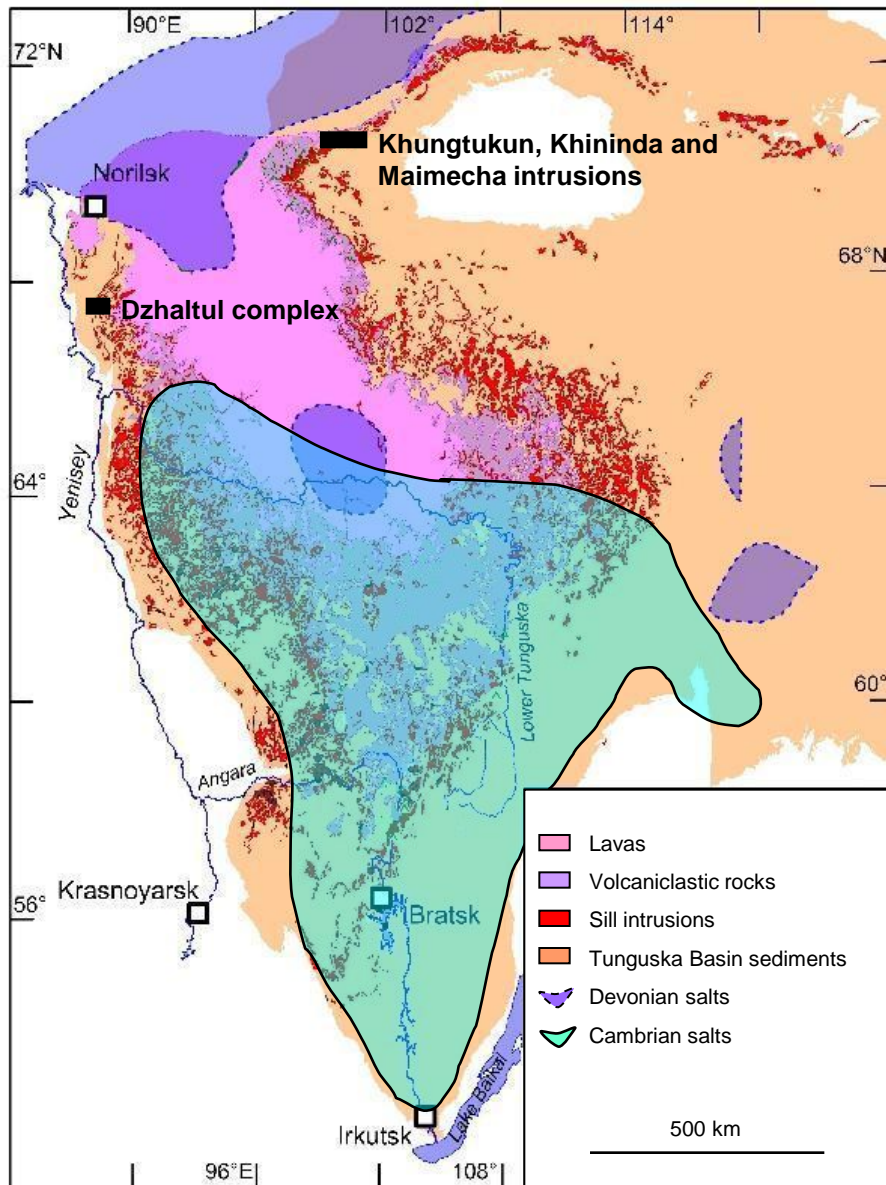 90°E
102°
114°
72°N
Khungtukun, Khininda and
Maimecha intrusions
Norilsk
68°N
Dzhaltul complex
64°
Yenisey
Lower Tunguska
60°
Angara
Krasnoyarsk
56°
Bratsk
Lavas
Volcaniclastic rocks
Sill intrusions
Tunguska Basin sediments
Devonian salts
Cambrian salts
Lake Baikal
Irkutsk
500 km
96°E
108°